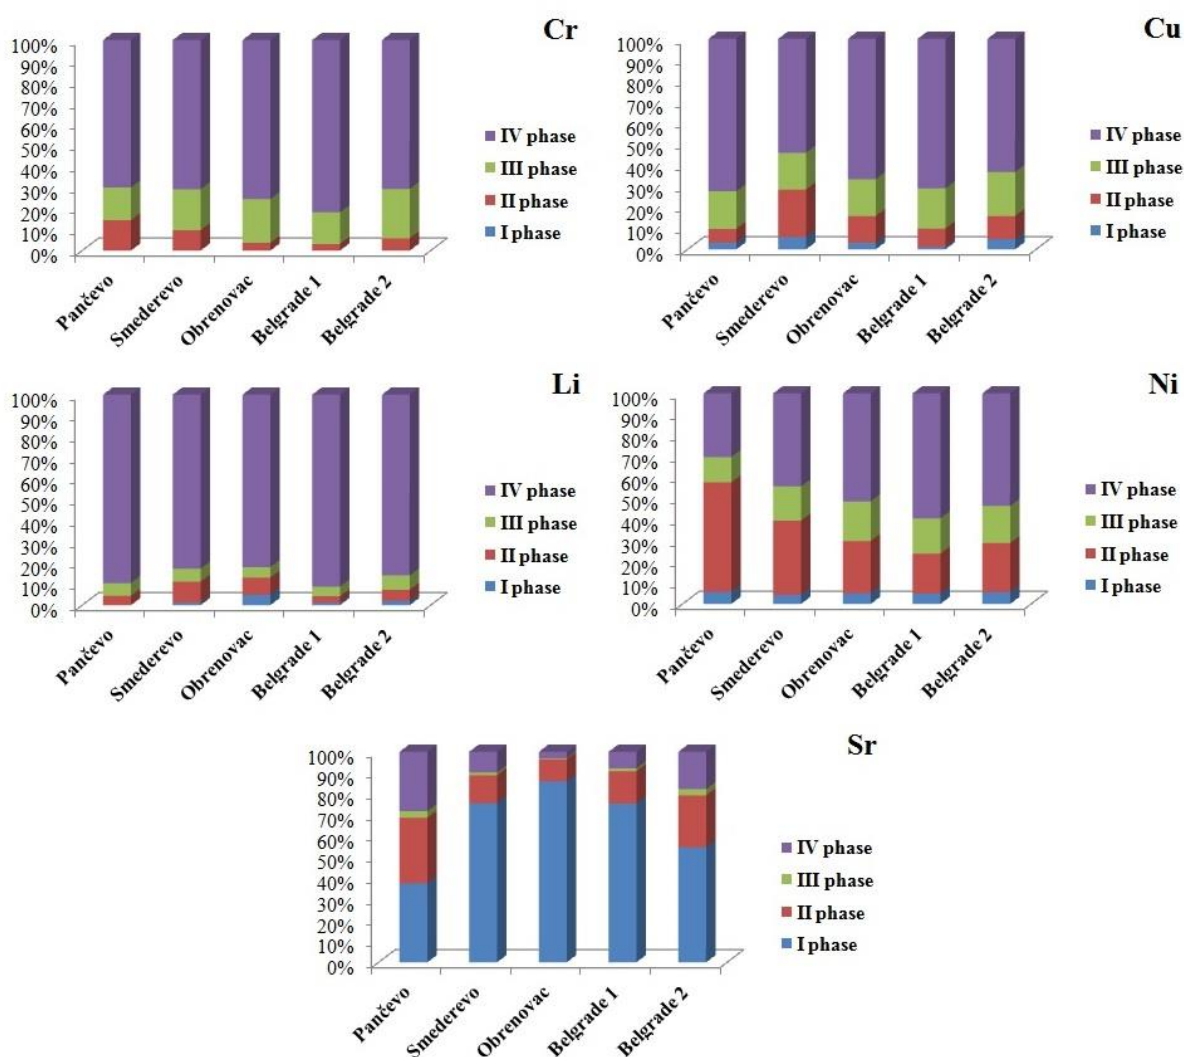 Cr
100%
90%
80%
70%
60%
50%
40%
30%
20%
10%
0%
IV phase
III phase
II phase
I phase
Pančevo
Smederevo
Obrenovac
Belgrade 1
Belgrade 2
Cu
100%
90%
80%
70%
60%
50%
40%
30%
20%
10%
0%
IV phase
III phase
II phase
I phase
Pančevo
Smederevo
Obrenovac
Belgrade 1
Belgrade 2
Li
100%
90%
80%
70%
60%
50%
40%
30%
20%
10%
0%
IV phase
III phase
II phase
I phase
Pančevo
Smederevo
Obrenovac
Belgrade 1
Belgrade 2
Ni
100%
90%
80%
70%
60%
50%
40%
30%
20%
10%
0%
IV phase
III phase
II phase
I phase
Pančevo
Smederevo
Obrenovac
Belgrade 1
Belgrade 2
Sr
100%
90%
80%
70%
60%
50%
40%
30%
20%
10%
0%
IV phase
III phase
II phase
I phase
Pančevo
Smederevo
Obrenovac
Belgrade 1
Belgrade 2